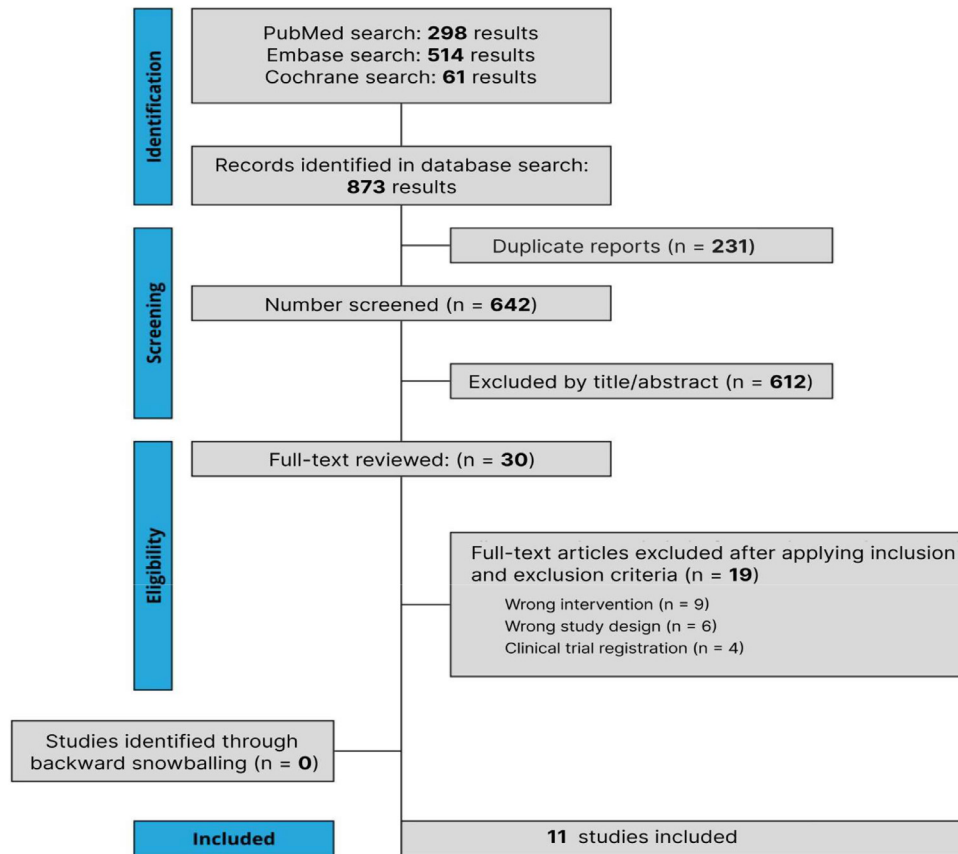 Identification
PubMed search: 298 results
Embase search: 514 results
Cochrane search: 61 results
Records identified in database search:
873 results
Screening
Duplicate reports (n = 231)
Number screened (n = 642)
Excluded by title/abstract (n = 612)
Eligibility
Full-text reviewed: (n = 30)
Full-text articles excluded after applying inclusion
and exclusion criteria (n = 19)
Wrong intervention (n = 9)
Wrong study design (n = 6)
Clinical trial registration (n = 4)
Studies identified through
backward snowballing (n = 0)
Included
11 studies included